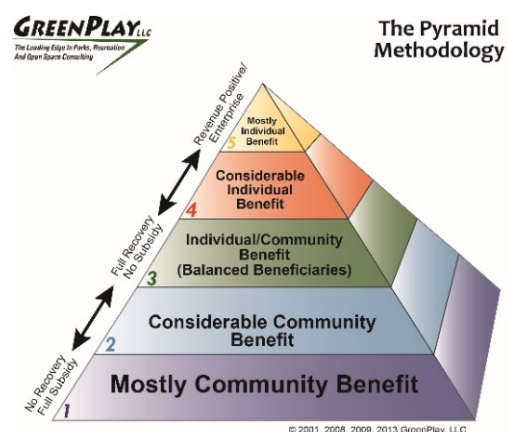 GREENPLAY LLC
The Leading Edge In Parks, Recreation
And Open Space Consulting
The Pyramid
Methodology
Revenue Positive/
Enterprise
Mostly
Individual
Benefit
5
Considerable
Individual
Benefit
4
Full Recovery
No Subsidy
Individual/Community
Benefit
(Balanced Beneficiaries)
3
Considerable Community
Benefit
2
No Recovery
Full Subsidy
Mostly Community Benefit
1
© 2001, 2008, 2009, 2013 GreenPlay, LLC